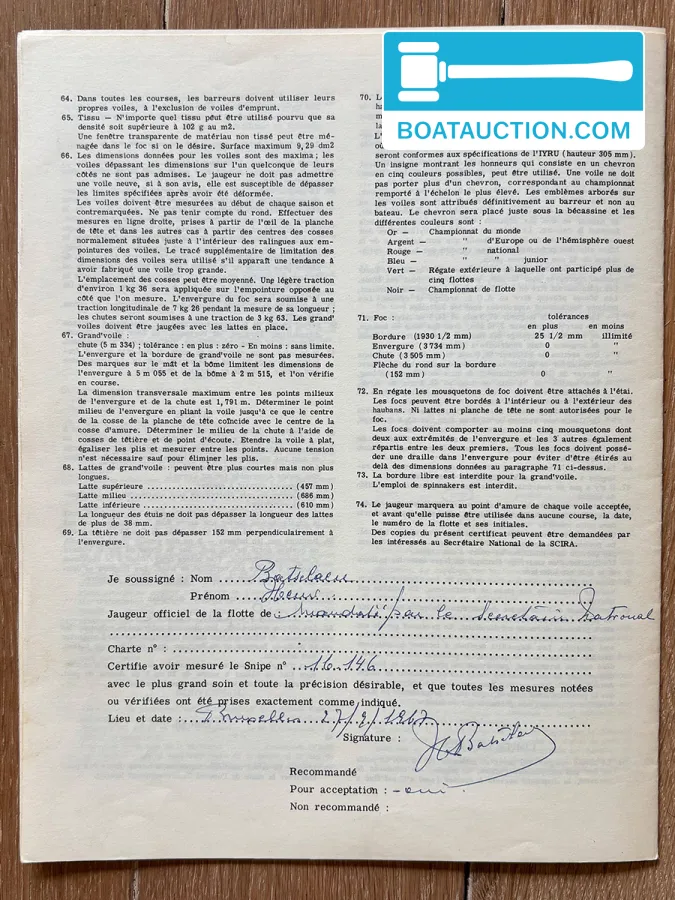 BOATAUCTION.COM
64. Dans toutes les courses, les barreurs doivent utiliser leurs
propres voiles, à l'exclusion de voiles d'emprunt.
65. Tissu — N'importe quel tissu peut être utilisé pourvu que sa
densité soit supérieure à 102 g au m2.
Une fenêtre transparente de matériau non tissé peut être mé-
nagée dans le foc si on le désire. Surface maximum 9,29 dm2
66. Les dimensions données pour les voiles sont des maxima; les
voiles dépassant les dimensions sur l'un quelconque de leurs
côtés ne sont pas admises. Le jaugeur ne doit pas admettre
une voile neuve, si à son avis, elle est susceptible de dépasser
les limites spécifiées après avoir été déformée.
Les voiles doivent être mesurées au début de chaque saison et
contremarquées. Ne pas tenir compte du rond. Effectuer des
mesures en ligne droite, prises à partir de l'œil de la planche
de tête et dans les autres cas à partir des centres des cosses
normalement situées juste à l'intérieur des ralingues aux em-
pointures des voiles. Le tracé supplémentaire de limitation des
dimensions des voiles sera utilisé s'il apparaît une tendance à
avoir fabriqué une voile trop grande.
L'emplacement des cosses peut être moyenné. Une légère traction
d'environ 1 kg 36 sera appliquée sur l'empointure opposée au
côté que l'on mesure. L'envergure du foc sera soumise à une
traction longitudinale de 7 kg 26 pendant la mesure de sa longueur ;
les chutes seront soumises à une traction de 3 kg 63. Les grand'
voiles doivent être jaugées avec les lattes en place.
67. Grand'voile :
chute (5 m 334) ; tolérance : en plus : zéro - En moins : sans limite.
L'envergure et la bordure de grand'voile ne sont pas mesurées.
Des marques sur le mât et la bôme limitent les dimensions de
l'envergure à 5 m 055 et de la bôme à 2 m 515, et l'on vérifie
en course.
La dimension transversale maximum entre les points milieux
de l'envergure et de la chute est 1,791 m. Déterminer le point
milieu de l'envergure en pliant la voile jusqu'à ce que le centre
de la cosse de la planche de tête coïncide avec le centre de la
cosse d'amure. Déterminer le milieu de la chute à l'aide de
cosses de têtière et de point d'écoute. Etendre la voile à plat,
égaliser les plis et mesurer entre les points. Aucune tension
n'est nécessaire sauf pour éliminer les plis.
68. Lattes de grand'voile : peuvent être plus courtes mais non plus
longues.
Latte supérieure .............................. (457 mm)
Latte milieu .................................. (686 mm)
Latte inférieure .............................. (610 mm)
La longueur des étuis ne doit pas dépasser la longueur des lattes
de plus de 38 mm.
69. La têtière ne doit pas dépasser 152 mm perpendiculairement à
l'envergure.
70.
seront conformes aux spécifications de l'IYRU (hauteur 305 mm).
Un insigne montrant les honneurs qui consiste en un chevron
en cinq couleurs possibles, peut être utilisé. Une voile ne doit
pas porter plus d'un chevron, correspondant au championnat
remporté à l'échelon le plus élevé. Les emblèmes arborés sur
les voiles sont attribués définitivement au barreur et non au
bateau. Le chevron sera placé juste sous la bécassine et les
différentes couleurs sont :
Or — Championnat du monde
Argent — " d'Europe ou de l'hémisphère ouest
Rouge — " national
Bleu — " " junior
Vert — Régate extérieure à laquelle ont participé plus de
cinq flottes
Noir — Championnat de flotte
71. Foc : tolérances
en plus en moins
Bordure (1930 1/2 mm) 25 1/2 mm illimité
Envergure (3 734 mm) 0 "
Chute (3 505 mm) 0 "
Flèche du rond sur la bordure
(152 mm) 0 "
72. En régate les mousquetons de foc doivent être attachés à l'étai.
Les focs peuvent être bordés à l'intérieur ou à l'extérieur des
haubans. Ni lattes ni planche de tête ne sont autorisées pour le
foc.
Les focs doivent comporter au moins cinq mousquetons dont
deux aux extrémités de l'envergure et les 3 autres également
répartis entre les deux premiers. Tous les focs doivent possé-
der une draille dans l'envergure pour éviter d'être étirés au
delà des dimensions données au paragraphe 71 ci-dessus.
73. La bordure libre est interdite pour la grand'voile.
L'emploi de spinnakers est interdit.
74. Le jaugeur marquera au point d'amure de chaque voile acceptée,
et avant qu'elle puisse être utilisée dans aucune course, la date,
le numéro de la flotte et ses initiales.
Des copies du présent certificat peuvent être demandées par
les intéressés au Secrétaire National de la SCIRA.
Je soussigné : Nom
Prénom
Jaugeur officiel de la flotte de : mandaté par le Secrétaire National
Charte n° :
Certifie avoir mesuré le Snipe n° 16.146
avec le plus grand soin et toute la précision désirable, et que toutes les mesures notées
ou vérifiées ont été prises exactement comme indiqué.
Lieu et date : Bruxelles 27/2/1967
Signature :
Recommandé
Pour acceptation : - oui.
Non recommandé :